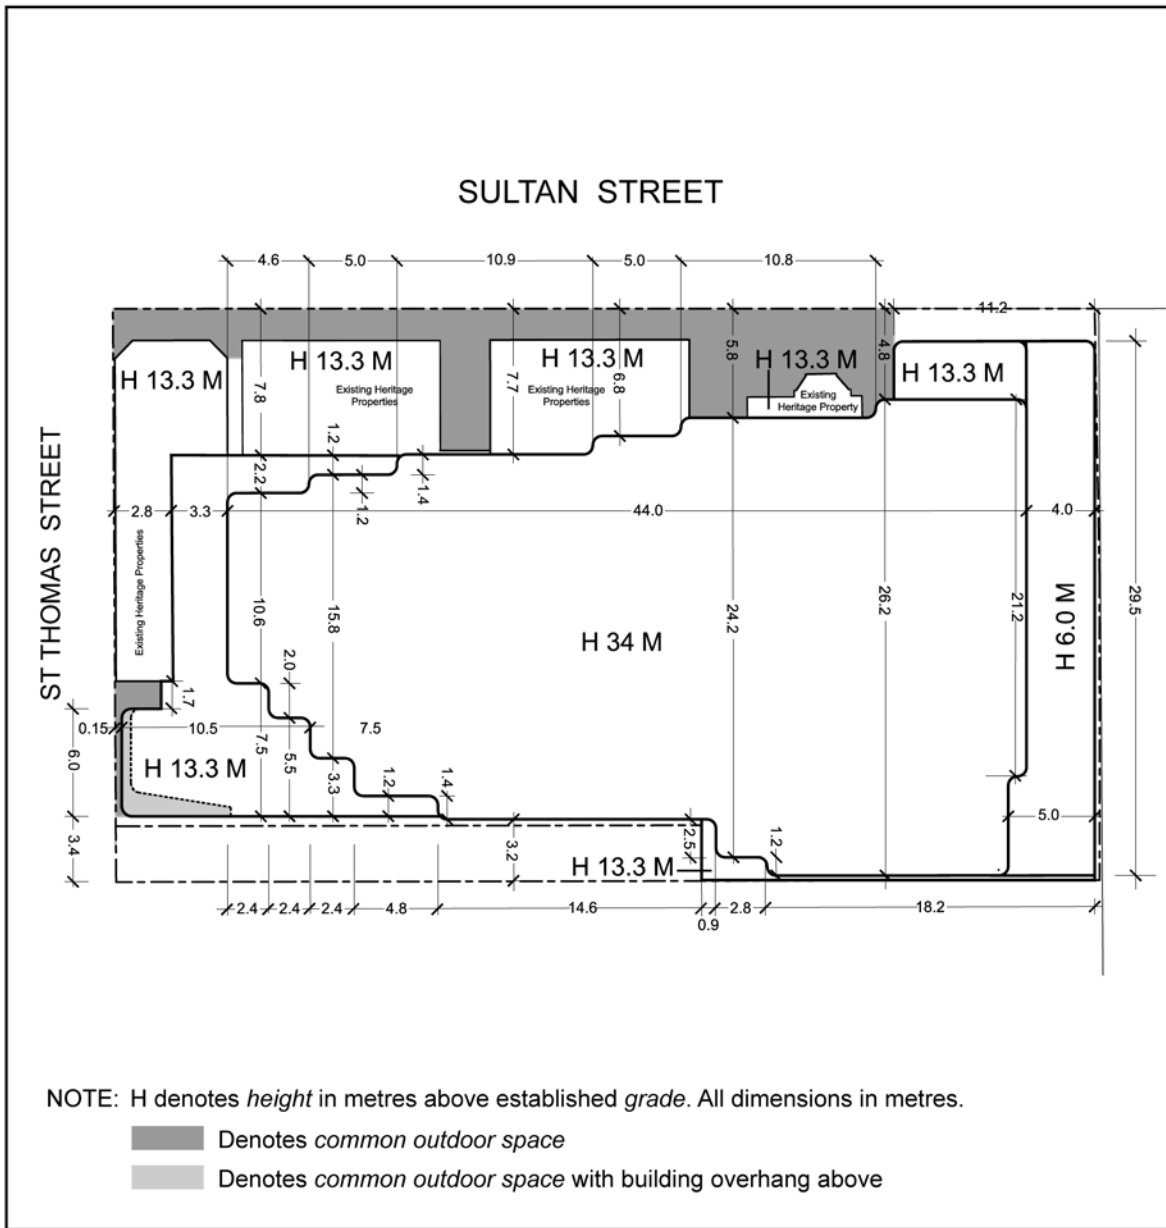 SULTAN STREET
4.6
5.0
10.9
5.0
10.8
11.2
H 13.3 M
H 13.3 M
Existing Heritage
Properties
H 13.3 M
Existing Heritage
Properties
H 13.3 M
Existing
Heritage Property
H 13.3 M
7.8
7.7
6.8
5.8
4.8
1.2
2.2
1.2
1.4
ST THOMAS STREET
2.8
3.3
44.0
4.0
Existing Heritage Properties
10.6
15.8
24.2
26.2
21.2
29.5
H 34 M
H 6.0 M
2.0
1.7
0.15
10.5
7.5
6.0
H 13.3 M
7.5
5.5
3.3
1.2
1.4
5.0
3.4
3.2
2.5
1.2
H 13.3 M
2.4
2.4
2.4
4.8
14.6
0.9
2.8
18.2
NOTE: H denotes height in metres above established grade. All dimensions in metres.
Denotes common outdoor space
Denotes common outdoor space with building overhang above